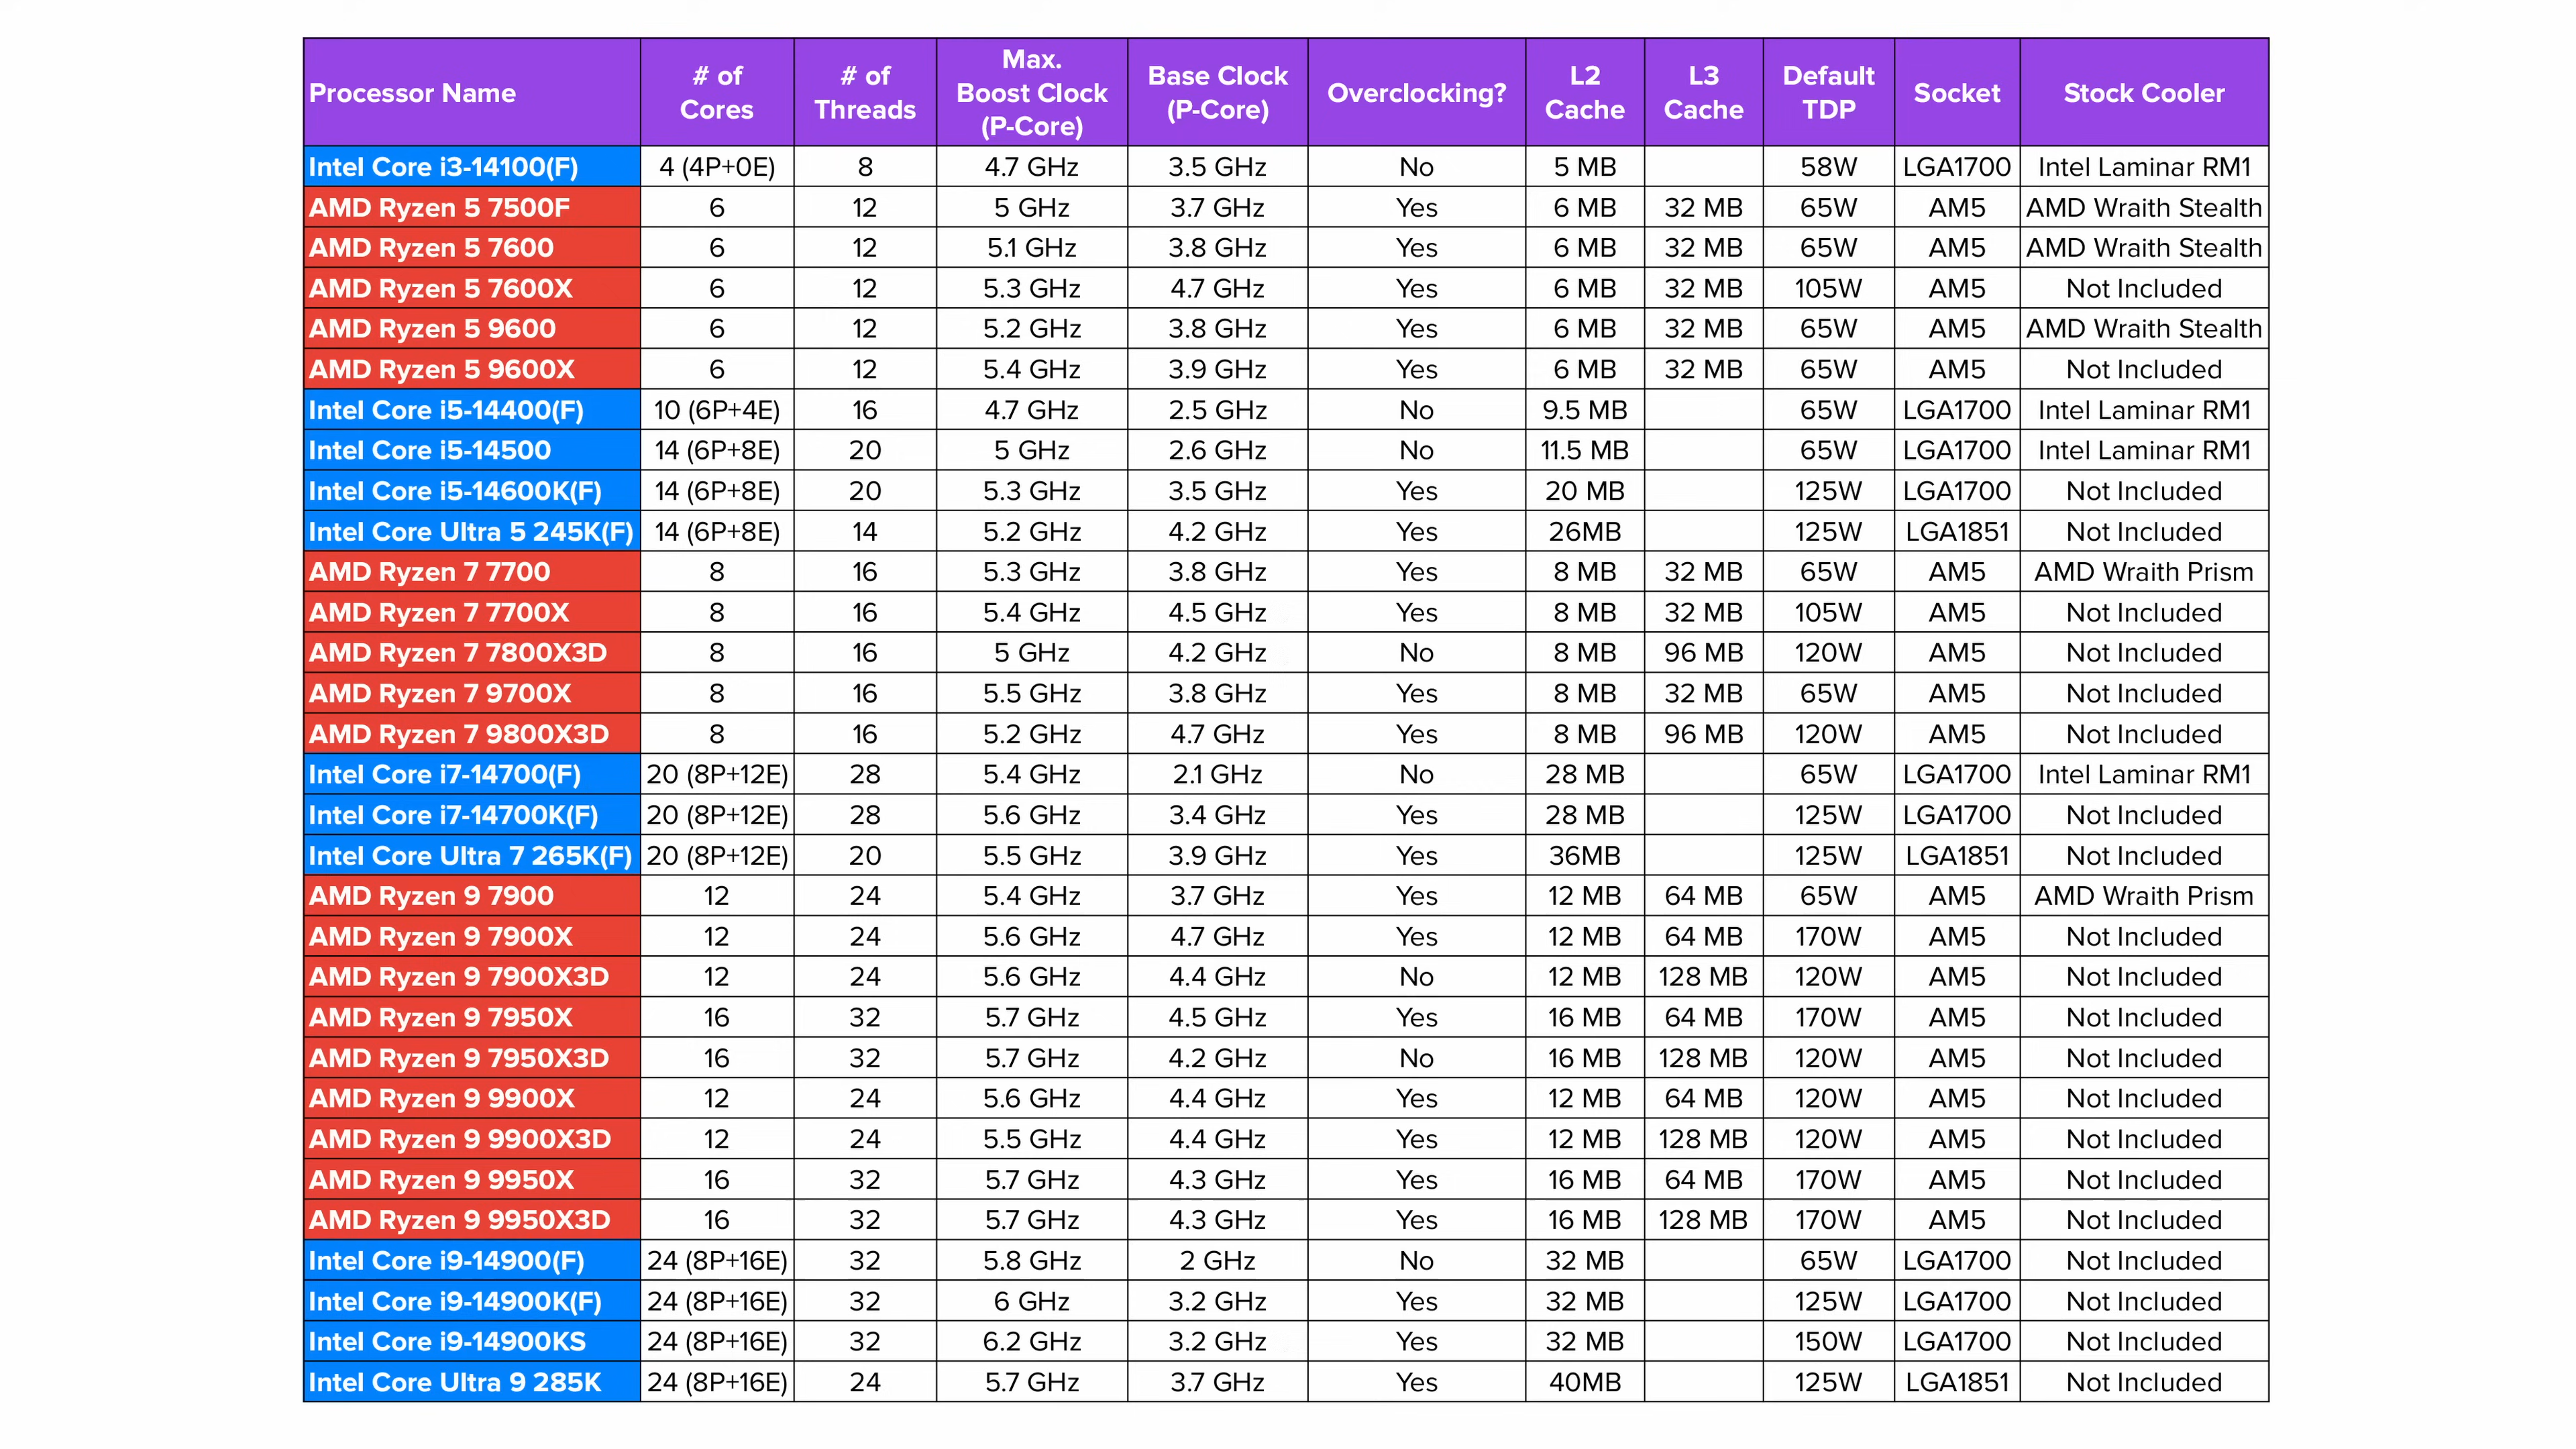 Processor Name # of Cores # of Threads Max. Boost Clock (P-Core) Base Clock (P-Core) Overclocking? L2 Cache L3 Cache Default TDP Socket Stock Cooler
Intel Core i3-14100(F) 4 (4P+0E) 8 4.7 GHz 3.5 GHz No 5 MB 58W LGA1700 Intel Laminar RM1
AMD Ryzen 5 7500F 6 12 5 GHz 3.7 GHz Yes 6 MB 32 MB 65W AM5 AMD Wraith Stealth
AMD Ryzen 5 7600 6 12 5.1 GHz 3.8 GHz Yes 6 MB 32 MB 65W AM5 AMD Wraith Stealth
AMD Ryzen 5 7600X 6 12 5.3 GHz 4.7 GHz Yes 6 MB 32 MB 105W AM5 Not Included
AMD Ryzen 5 9600 6 12 5.2 GHz 3.8 GHz Yes 6 MB 32 MB 65W AM5 AMD Wraith Stealth
AMD Ryzen 5 9600X 6 12 5.4 GHz 3.9 GHz Yes 6 MB 32 MB 65W AM5 Not Included
Intel Core i5-14400(F) 10 (6P+4E) 16 4.7 GHz 2.5 GHz No 9.5 MB 65W LGA1700 Intel Laminar RM1
Intel Core i5-14500 14 (6P+8E) 20 5 GHz 2.6 GHz No 11.5 MB 65W LGA1700 Intel Laminar RM1
Intel Core i5-14600K(F) 14 (6P+8E) 20 5.3 GHz 3.5 GHz Yes 20 MB 125W LGA1700 Not Included
Intel Core Ultra 5 245K(F) 14 (6P+8E) 14 5.2 GHz 4.2 GHz Yes 26MB 125W LGA1851 Not Included
AMD Ryzen 7 7700 8 16 5.3 GHz 3.8 GHz Yes 8 MB 32 MB 65W AM5 AMD Wraith Prism
AMD Ryzen 7 7700X 8 16 5.4 GHz 4.5 GHz Yes 8 MB 32 MB 105W AM5 Not Included
AMD Ryzen 7 7800X3D 8 16 5 GHz 4.2 GHz No 8 MB 96 MB 120W AM5 Not Included
AMD Ryzen 7 9700X 8 16 5.5 GHz 3.8 GHz Yes 8 MB 32 MB 65W AM5 Not Included
AMD Ryzen 7 9800X3D 8 16 5.2 GHz 4.7 GHz Yes 8 MB 96 MB 120W AM5 Not Included
Intel Core i7-14700(F) 20 (8P+12E) 28 5.4 GHz 2.1 GHz No 28 MB 65W LGA1700 Intel Laminar RM1
Intel Core i7-14700K(F) 20 (8P+12E) 28 5.6 GHz 3.4 GHz Yes 28 MB 125W LGA1700 Not Included
Intel Core Ultra 7 265K(F) 20 (8P+12E) 20 5.5 GHz 3.9 GHz Yes 36MB 125W LGA1851 Not Included
AMD Ryzen 9 7900 12 24 5.4 GHz 3.7 GHz Yes 12 MB 64 MB 65W AM5 AMD Wraith Prism
AMD Ryzen 9 7900X 12 24 5.6 GHz 4.7 GHz Yes 12 MB 64 MB 170W AM5 Not Included
AMD Ryzen 9 7900X3D 12 24 5.6 GHz 4.4 GHz No 12 MB 128 MB 120W AM5 Not Included
AMD Ryzen 9 7950X 16 32 5.7 GHz 4.5 GHz Yes 16 MB 64 MB 170W AM5 Not Included
AMD Ryzen 9 7950X3D 16 32 5.7 GHz 4.2 GHz No 16 MB 128 MB 120W AM5 Not Included
AMD Ryzen 9 9900X 12 24 5.6 GHz 4.4 GHz Yes 12 MB 64 MB 120W AM5 Not Included
AMD Ryzen 9 9900X3D 12 24 5.5 GHz 4.4 GHz Yes 12 MB 128 MB 120W AM5 Not Included
AMD Ryzen 9 9950X 16 32 5.7 GHz 4.3 GHz Yes 16 MB 64 MB 170W AM5 Not Included
AMD Ryzen 9 9950X3D 16 32 5.7 GHz 4.3 GHz Yes 16 MB 128 MB 170W AM5 Not Included
Intel Core i9-14900(F) 24 (8P+16E) 32 5.8 GHz 2 GHz No 32 MB 65W LGA1700 Not Included
Intel Core i9-14900K(F) 24 (8P+16E) 32 6 GHz 3.2 GHz Yes 32 MB 125W LGA1700 Not Included
Intel Core i9-14900KS 24 (8P+16E) 32 6.2 GHz 3.2 GHz Yes 32 MB 150W LGA1700 Not Included
Intel Core Ultra 9 285K 24 (8P+16E) 24 5.7 GHz 3.7 GHz Yes 40MB 125W LGA1851 Not Included